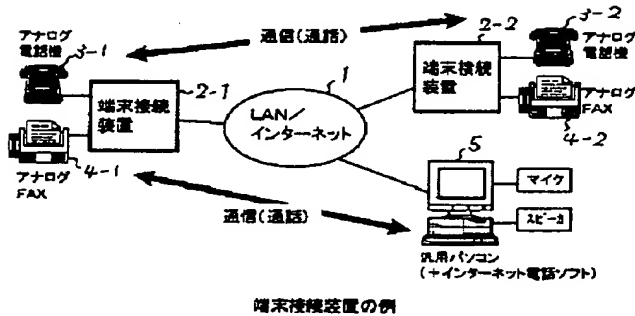 アナログ
電話機
3-1
通信(通話)
2-2
3-2
アナログ
電話機
端末接続
装置
2-1
1
端末接続
装置
アナログ
FAX
4-2
LAN/
インターネット
4-1
アナログ
FAX
5
マイク
スピーカ
通信(通話)
汎用パソコン
(+インターネット電話ソフト)
端末接続装置の例